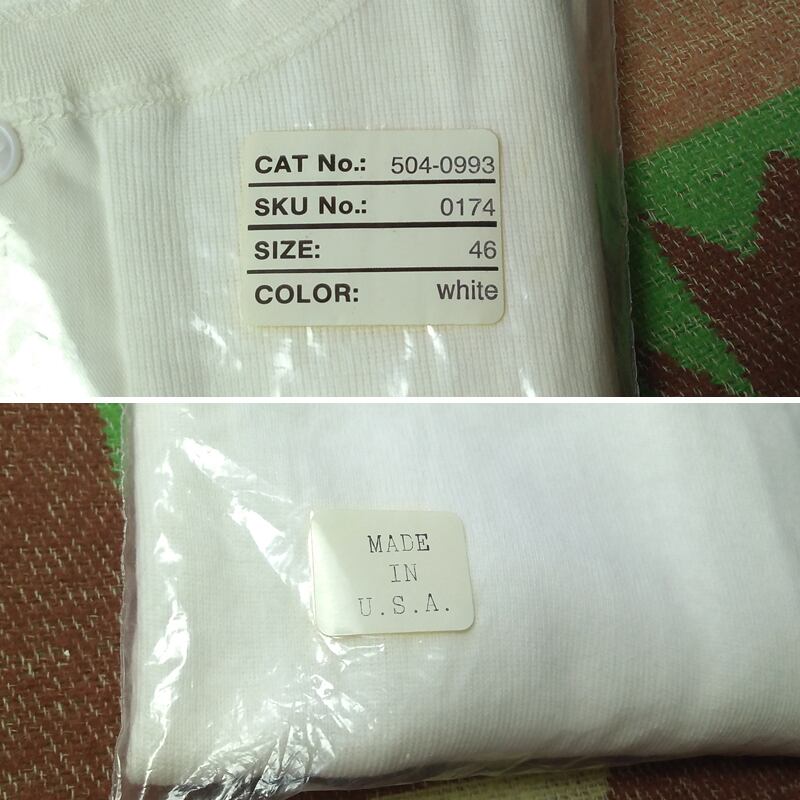 CAT No.: 504-0993
SKU No.: 0174
SIZE: 46
COLOR: white
MADE
IN
U.S.A.